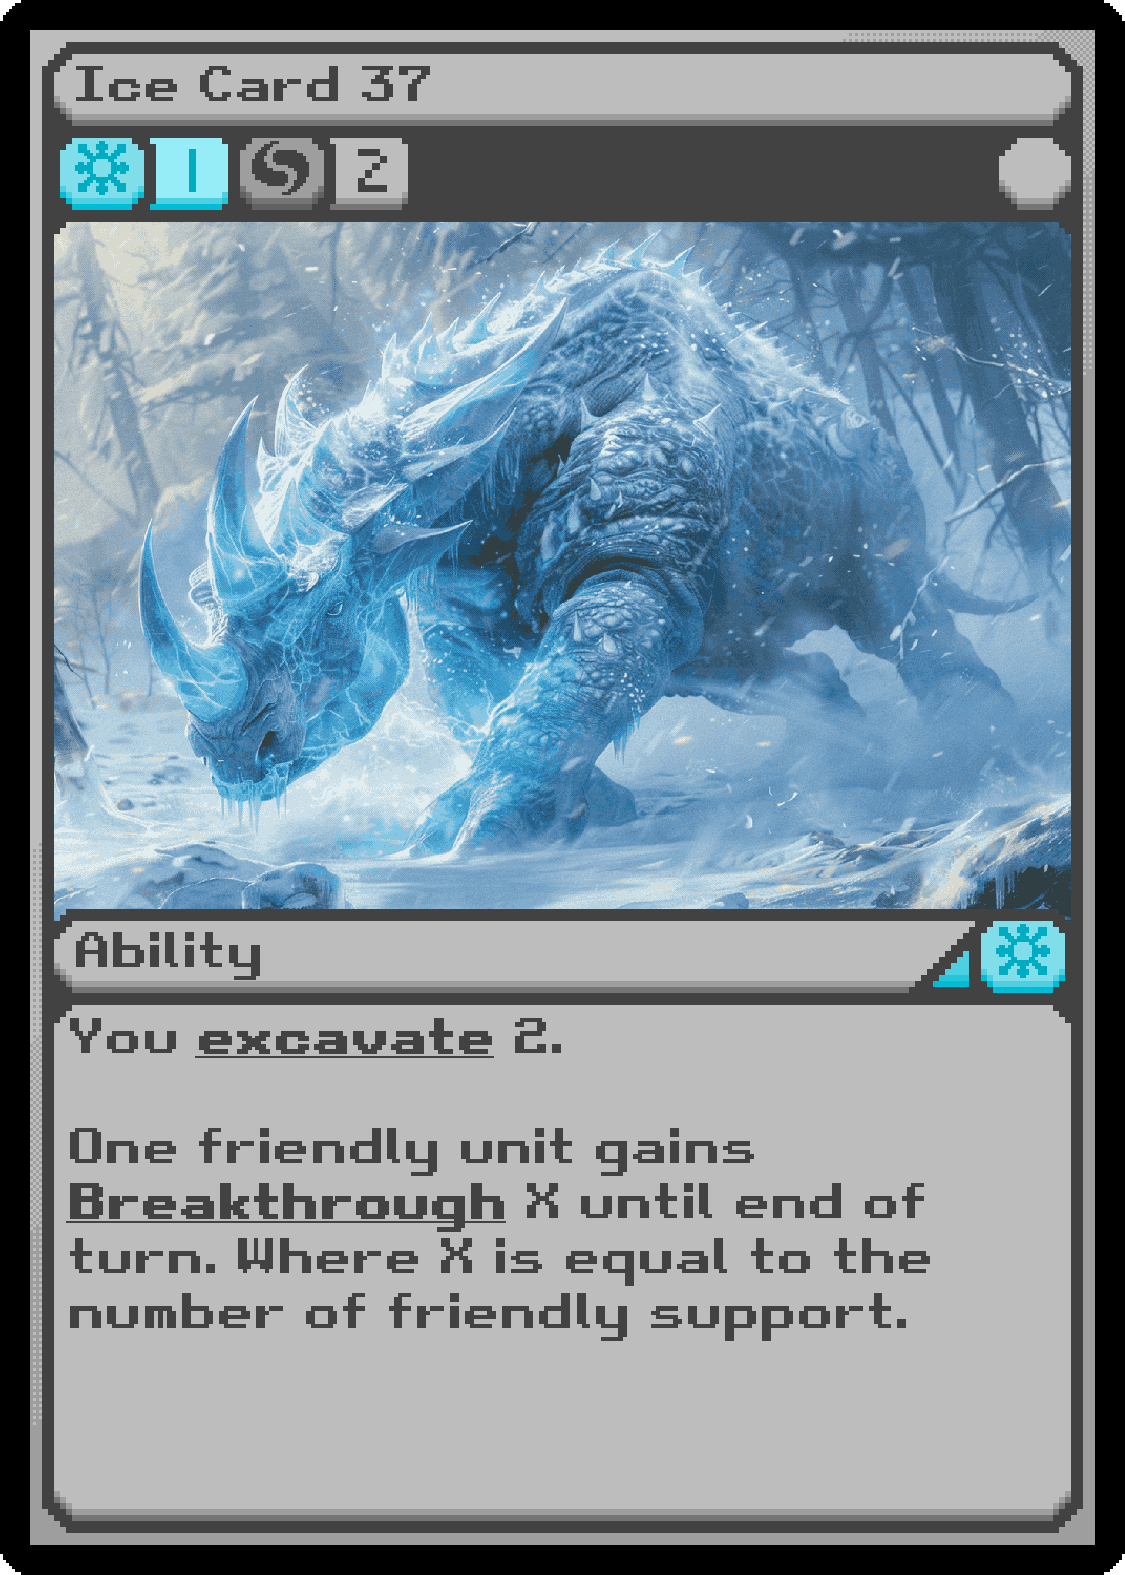 Ice Card 37
1 2
Ability
You excavate 2.
One friendly unit gains
Breakthrough X until end of
turn. Where X is equal to the
number of friendly support.